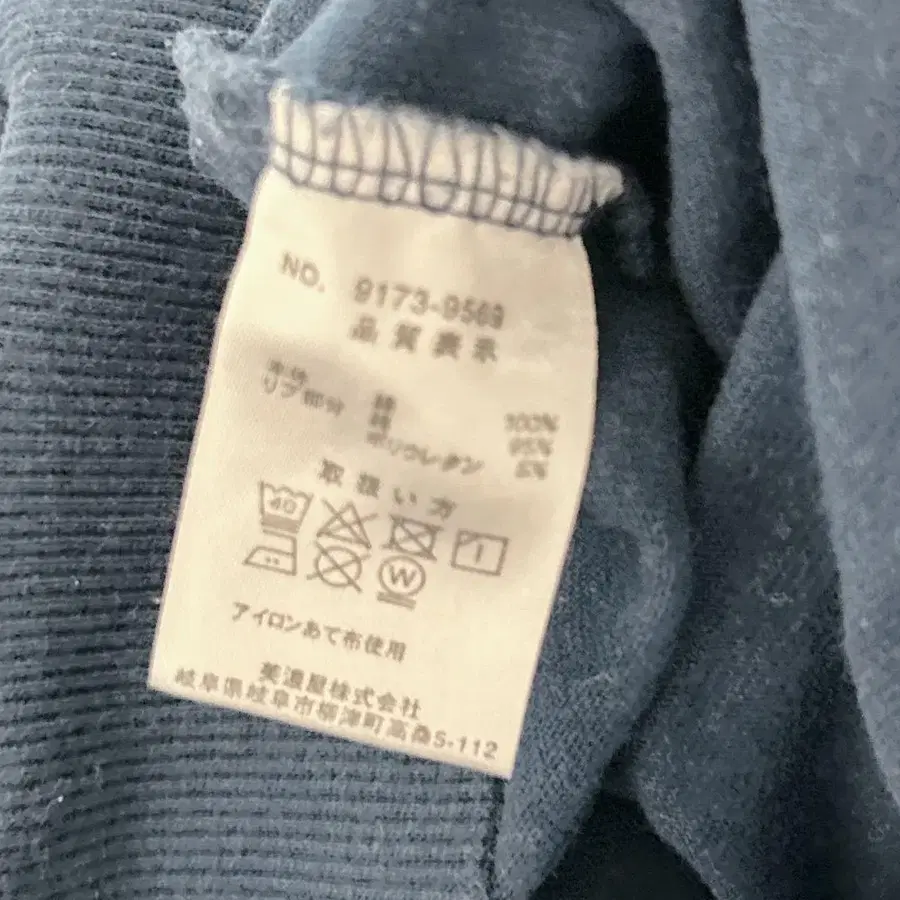 NO. 9173-9569
品質表示
本体 綿 100%
リブ部分 綿 95%
ポリウレタン 5%
取扱い方
40
W
アイロンあて布使用
美濃屋株式会社
岐阜県岐阜市柳津町高桑5-112